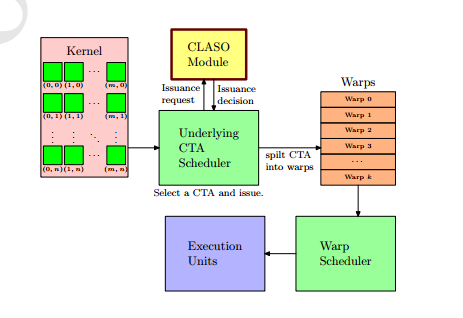 Kernel
(0, 0) (1, 0) ... (m, 0)
(0, 1) (1, 1) ... (m, 1)
(0, n) (1, n) ... (m, n)
CLASO
Module
Issuance
request
Issuance
decision
Underlying
CTA
Scheduler
Select a CTA and issue.
spilt CTA
into warps
Warps
Warp 0
Warp 1
Warp 2
Warp 3
...
Warp k
Warp
Scheduler
Execution
Units